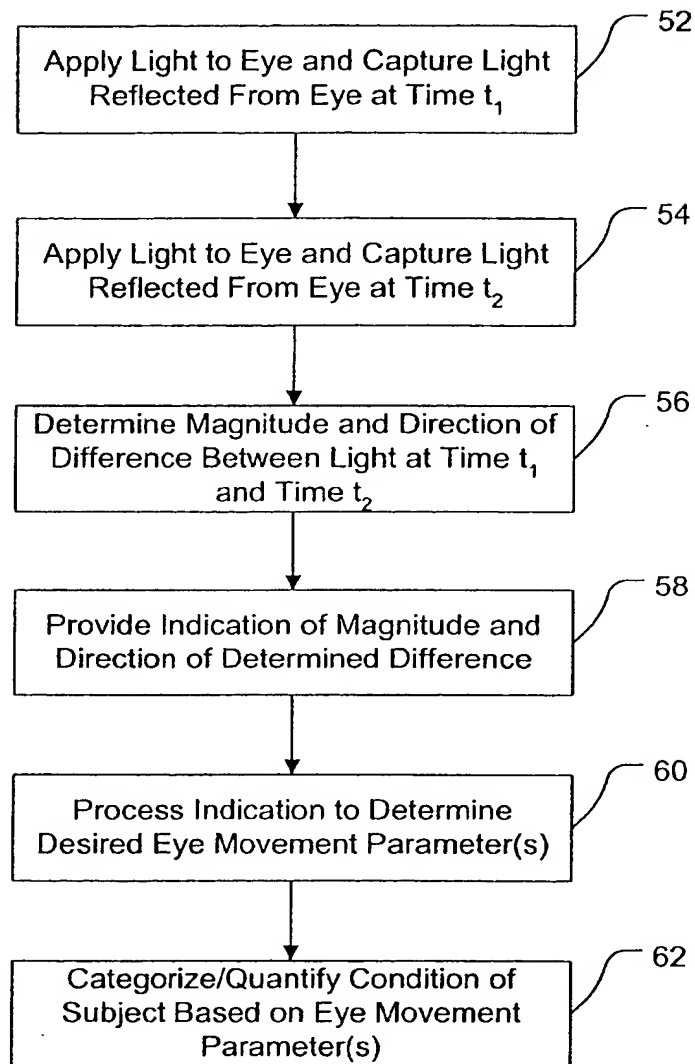 52
Apply Light to Eye and Capture Light
Reflected From Eye at Time t₁
54
Apply Light to Eye and Capture Light
Reflected From Eye at Time t₂
56
Determine Magnitude and Direction of
Difference Between Light at Time t₁
and Time t₂
58
Provide Indication of Magnitude and
Direction of Determined Difference
60
Process Indication to Determine
Desired Eye Movement Parameter(s)
62
Categorize/Quantify Condition of
Subject Based on Eye Movement
Parameter(s)